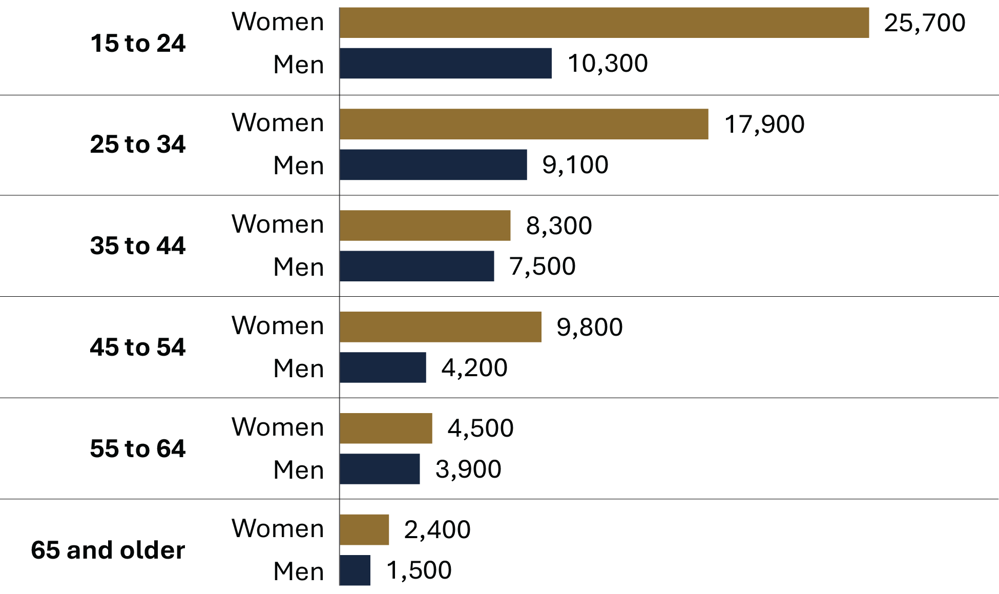 15 to 24
Women 25,700
Men 10,300
25 to 34
Women 17,900
Men 9,100
35 to 44
Women 8,300
Men 7,500
45 to 54
Women 9,800
Men 4,200
55 to 64
Women 4,500
Men 3,900
65 and older
Women 2,400
Men 1,500